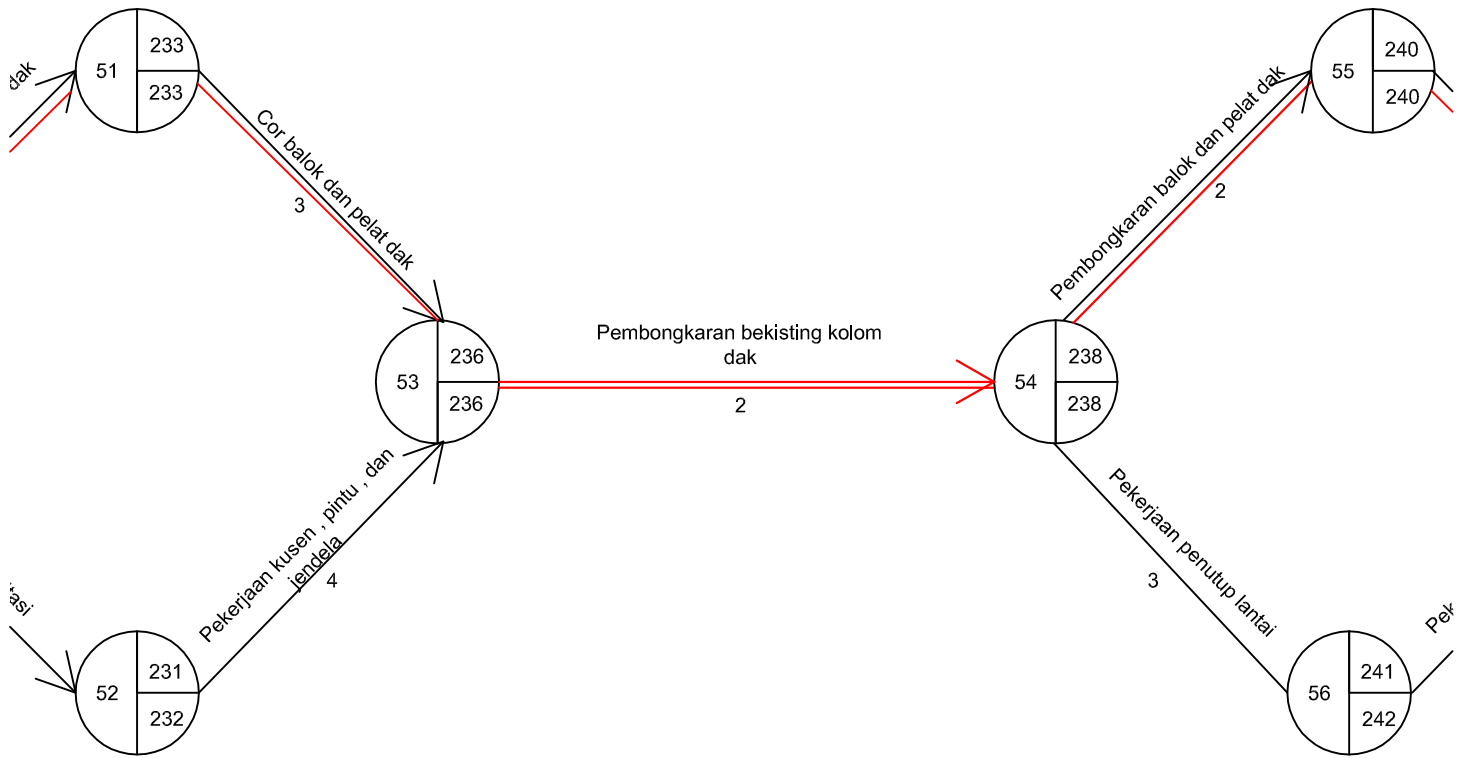 dak
51
233
233
Cor balok dan pelat dak
3
53
236
236
Pembongkaran bekisting kolom
dak
2
54
238
238
Pembongkaran balok dan pelat dak
2
55
240
240
52
231
232
Pekerjaan kusen , pintu , dan
jendela
4
Pekerjaan penutup lantai
3
56
241
242